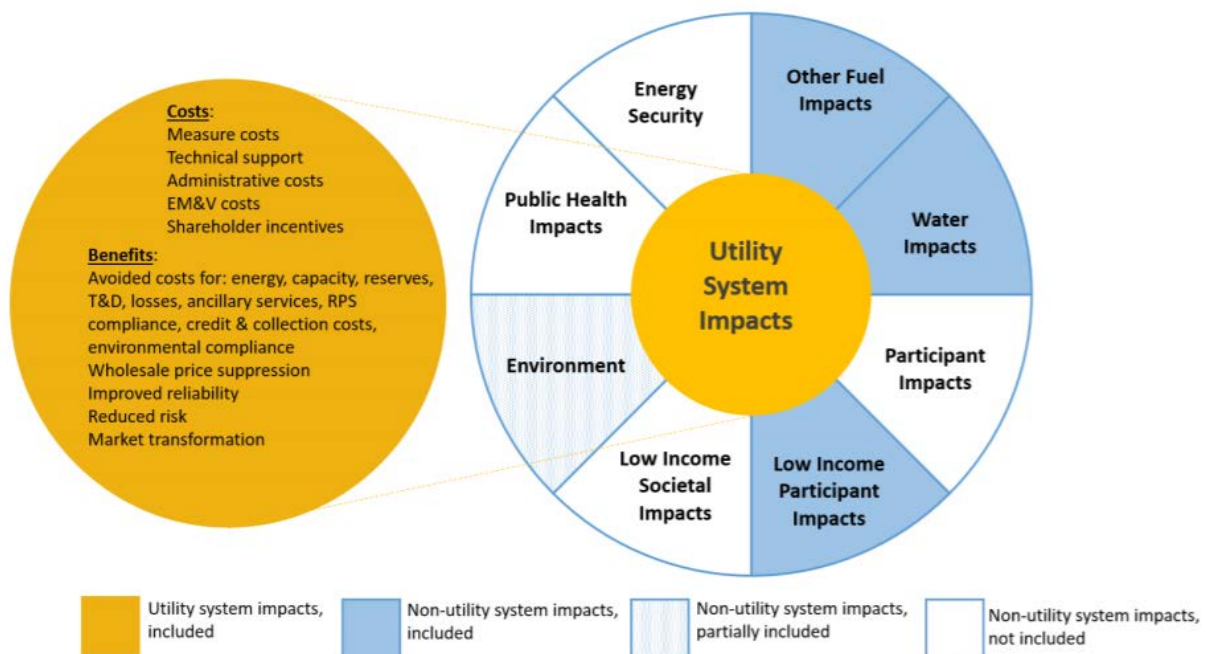 Costs:
Measure costs
Technical support
Administrative costs
EM&V costs
Shareholder incentives
Benefits:
Avoided costs for: energy, capacity, reserves,
T&D, losses, ancillary services, RPS
compliance, credit & collection costs,
environmental compliance
Wholesale price suppression
Improved reliability
Reduced risk
Market transformation
Utility
System
Impacts
Other Fuel
Impacts
Water
Impacts
Participant
Impacts
Low Income
Participant
Impacts
Low Income
Societal
Impacts
Environment
Public Health
Impacts
Energy
Security
Utility system impacts,
included
Non-utility system impacts,
included
Non-utility system impacts,
partially included
Non-utility system impacts,
not included